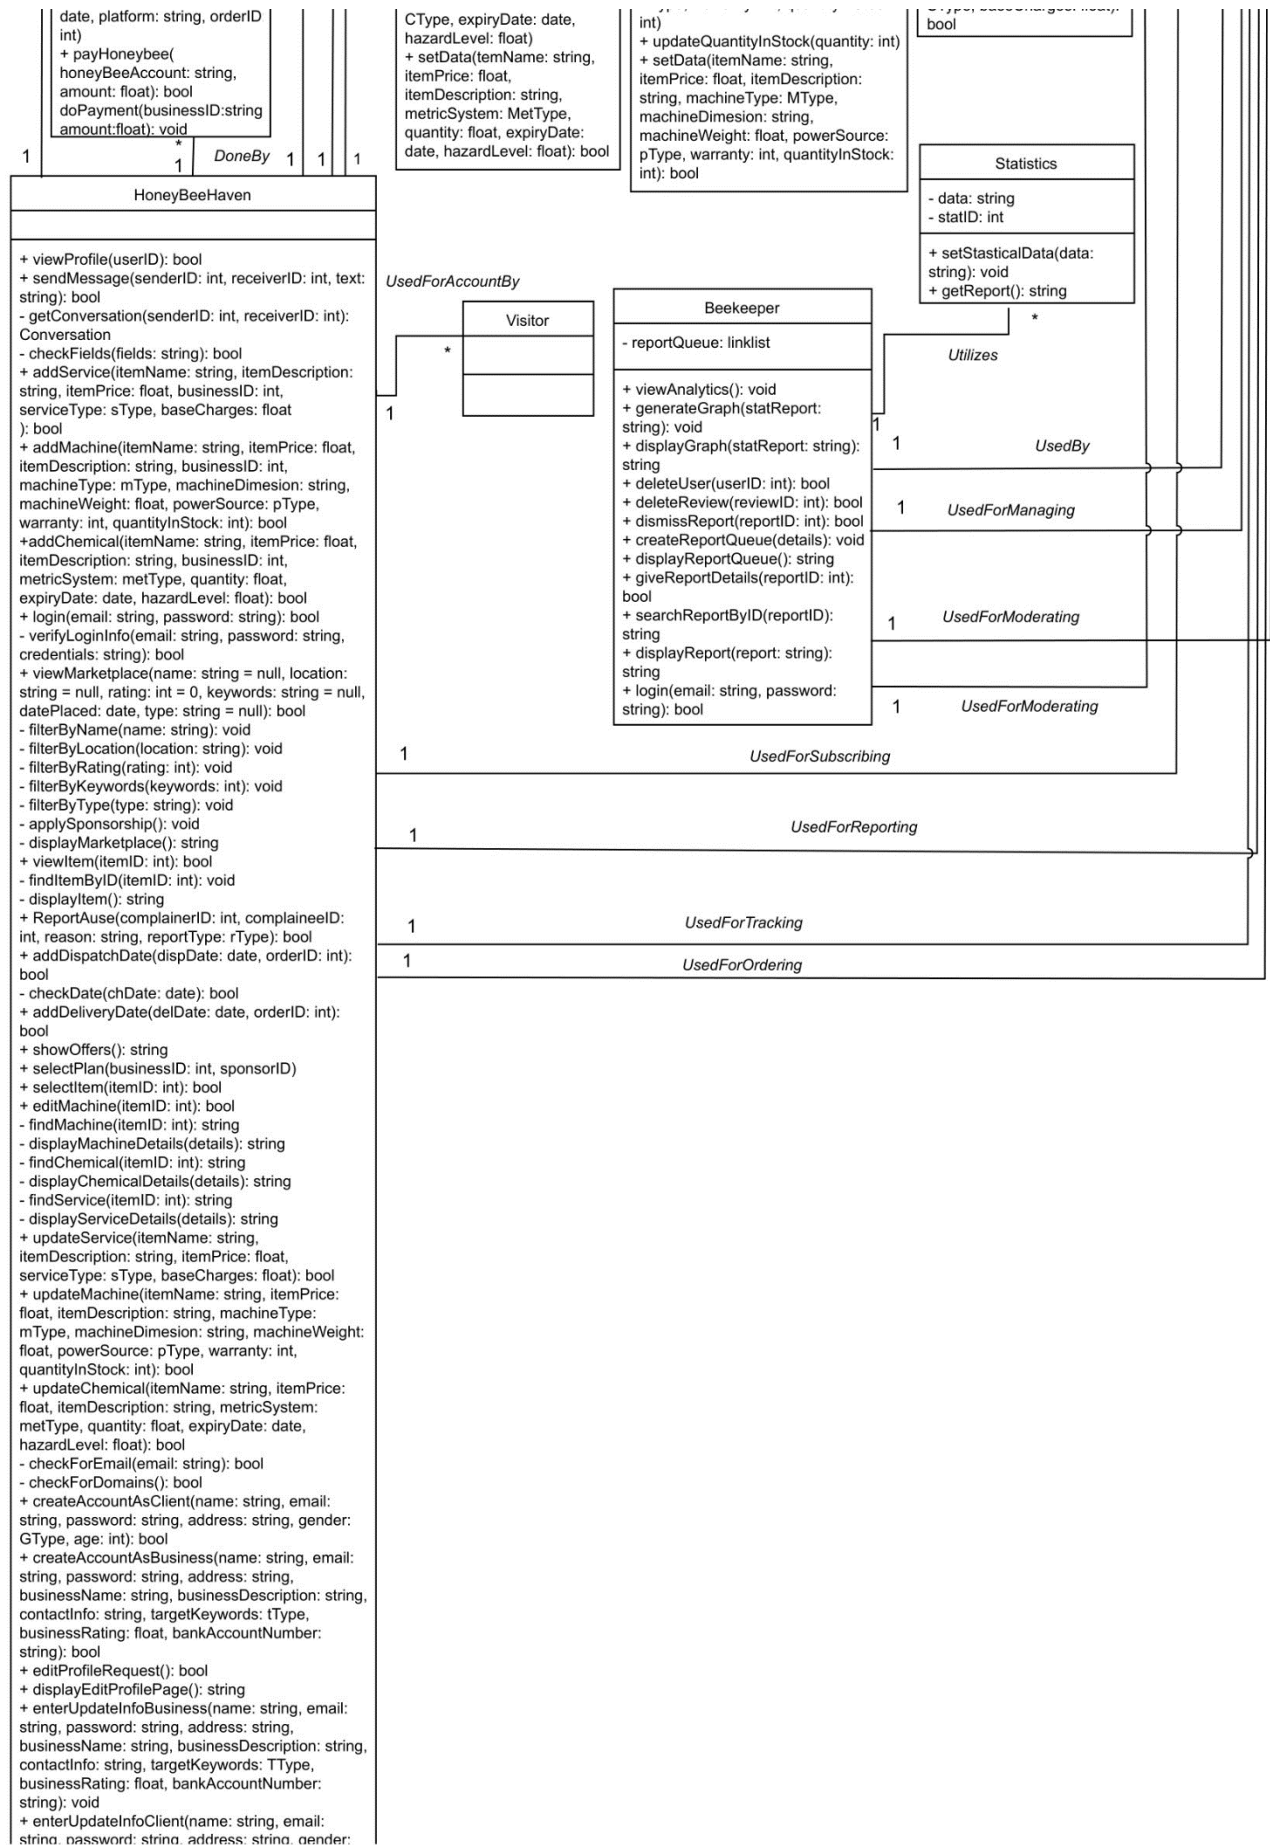 date, platform: string, orderID
int)
+ payHoneybee(
honeyBeeAccount: string,
amount: float): bool
doPayment(businessID:string
amount:float): void
CType, expiryDate: date,
hazardLevel: float)
+ setData(temName: string,
itemPrice: float,
itemDescription: string,
metricSystem: MetType,
quantity: float, expiryDate:
date, hazardLevel: float): bool
int)
+ updateQuantityInStock(quantity: int)
+ setData(itemName: string,
itemPrice: float, itemDescription:
string, machineType: MType,
machineDimesion: string,
machineWeight: float, powerSource:
pType, warranty: int, quantityInStock:
int): bool
bool
1
*
1
DoneBy
1
1
1
HoneyBeeHaven
+ viewProfile(userID): bool
+ sendMessage(senderID: int, receiverID: int, text:
string): bool
- getConversation(senderID: int, receiverID: int):
Conversation
- checkFields(fields: string): bool
+ addService(itemName: string, itemDescription:
string, itemPrice: float, businessID: int,
serviceType: sType, baseCharges: float
): bool
+ addMachine(itemName: string, itemPrice: float,
itemDescription: string, businessID: int,
machineType: mType, machineDimesion: string,
machineWeight: float, powerSource: pType,
warranty: int, quantityInStock: int): bool
+addChemical(itemName: string, itemPrice: float,
itemDescription: string, businessID: int,
metricSystem: metType, quantity: float,
expiryDate: date, hazardLevel: float): bool
+ login(email: string, password: string): bool
- verifyLoginInfo(email: string, password: string,
credentials: string): bool
+ viewMarketplace(name: string = null, location:
string = null, rating: int = 0, keywords: string = null,
datePlaced: date, type: string = null): bool
- filterByName(name: string): void
- filterByLocation(location: string): void
- filterByRating(rating: int): void
- filterByKeywords(keywords: int): void
- filterByType(type: string): void
- applySponsorship(): void
- displayMarketplace(): string
+ viewItem(itemID: int): bool
- findItemByID(itemID: int): void
- displayItem(): string
+ ReportAuse(complainerID: int, complaineeID:
int, reason: string, reportType: rType): bool
+ addDispatchDate(dispDate: date, orderID: int):
bool
- checkDate(chDate: date): bool
+ addDeliveryDate(delDate: date, orderID: int):
bool
+ showOffers(): string
+ selectPlan(businessID: int, sponsorID)
+ selectItem(itemID: int): bool
+ editMachine(itemID: int): bool
- findMachine(itemID: int): string
- displayMachineDetails(details): string
- findChemical(itemID: int): string
- displayChemicalDetails(details): string
- findService(itemID: int): string
- displayServiceDetails(details): string
+ updateService(itemName: string,
itemDescription: string, itemPrice: float,
serviceType: sType, baseCharges: float): bool
+ updateMachine(itemName: string, itemPrice:
float, itemDescription: string, machineType:
mType, machineDimesion: string, machineWeight:
float, powerSource: pType, warranty: int,
quantityInStock: int): bool
+ updateChemical(itemName: string, itemPrice:
float, itemDescription: string, metricSystem:
metType, quantity: float, expiryDate: date,
hazardLevel: float): bool
- checkForEmail(email: string): bool
- checkForDomains(): bool
+ createAccountAsClient(name: string, email:
string, password: string, address: string, gender:
GType, age: int): bool
+ createAccountAsBusiness(name: string, email:
string, password: string, address: string,
businessName: string, businessDescription: string,
contactInfo: string, targetKeywords: tType,
businessRating: float, bankAccountNumber:
string): bool
+ editProfileRequest(): bool
+ displayEditProfilePage(): string
+ enterUpdateInfoBusiness(name: string, email:
string, password: string, address: string,
businessName: string, businessDescription: string,
contactInfo: string, targetKeywords: TType,
businessRating: float, bankAccountNumber:
string): void
+ enterUpdateInfoClient(name: string, email:
string, password: string, address: string, gender:
UsedForAccountBy
Visitor
*
1
Beekeeper
- reportQueue: linklist
+ viewAnalytics(): void
+ generateGraph(statReport:
string): void
+ displayGraph(statReport: string):
string
+ deleteUser(userID: int): bool
+ deleteReview(reviewID: int): bool
+ dismissReport(reportID: int): bool
+ createReportQueue(details): void
+ displayReportQueue(): string
+ giveReportDetails(reportID: int):
bool
+ searchReportByID(reportID):
string
+ displayReport(report: string):
string
+ login(email: string, password:
string): bool
Statistics
- data: string
- statID: int
+ setStasticalData(data:
string): void
+ getReport(): string
*
Utilizes
1
1 UsedBy
1 UsedForManaging
1 UsedForModerating
1 UsedForModerating
1 UsedForSubscribing
1 UsedForReporting
1 UsedForTracking
1 UsedForOrdering